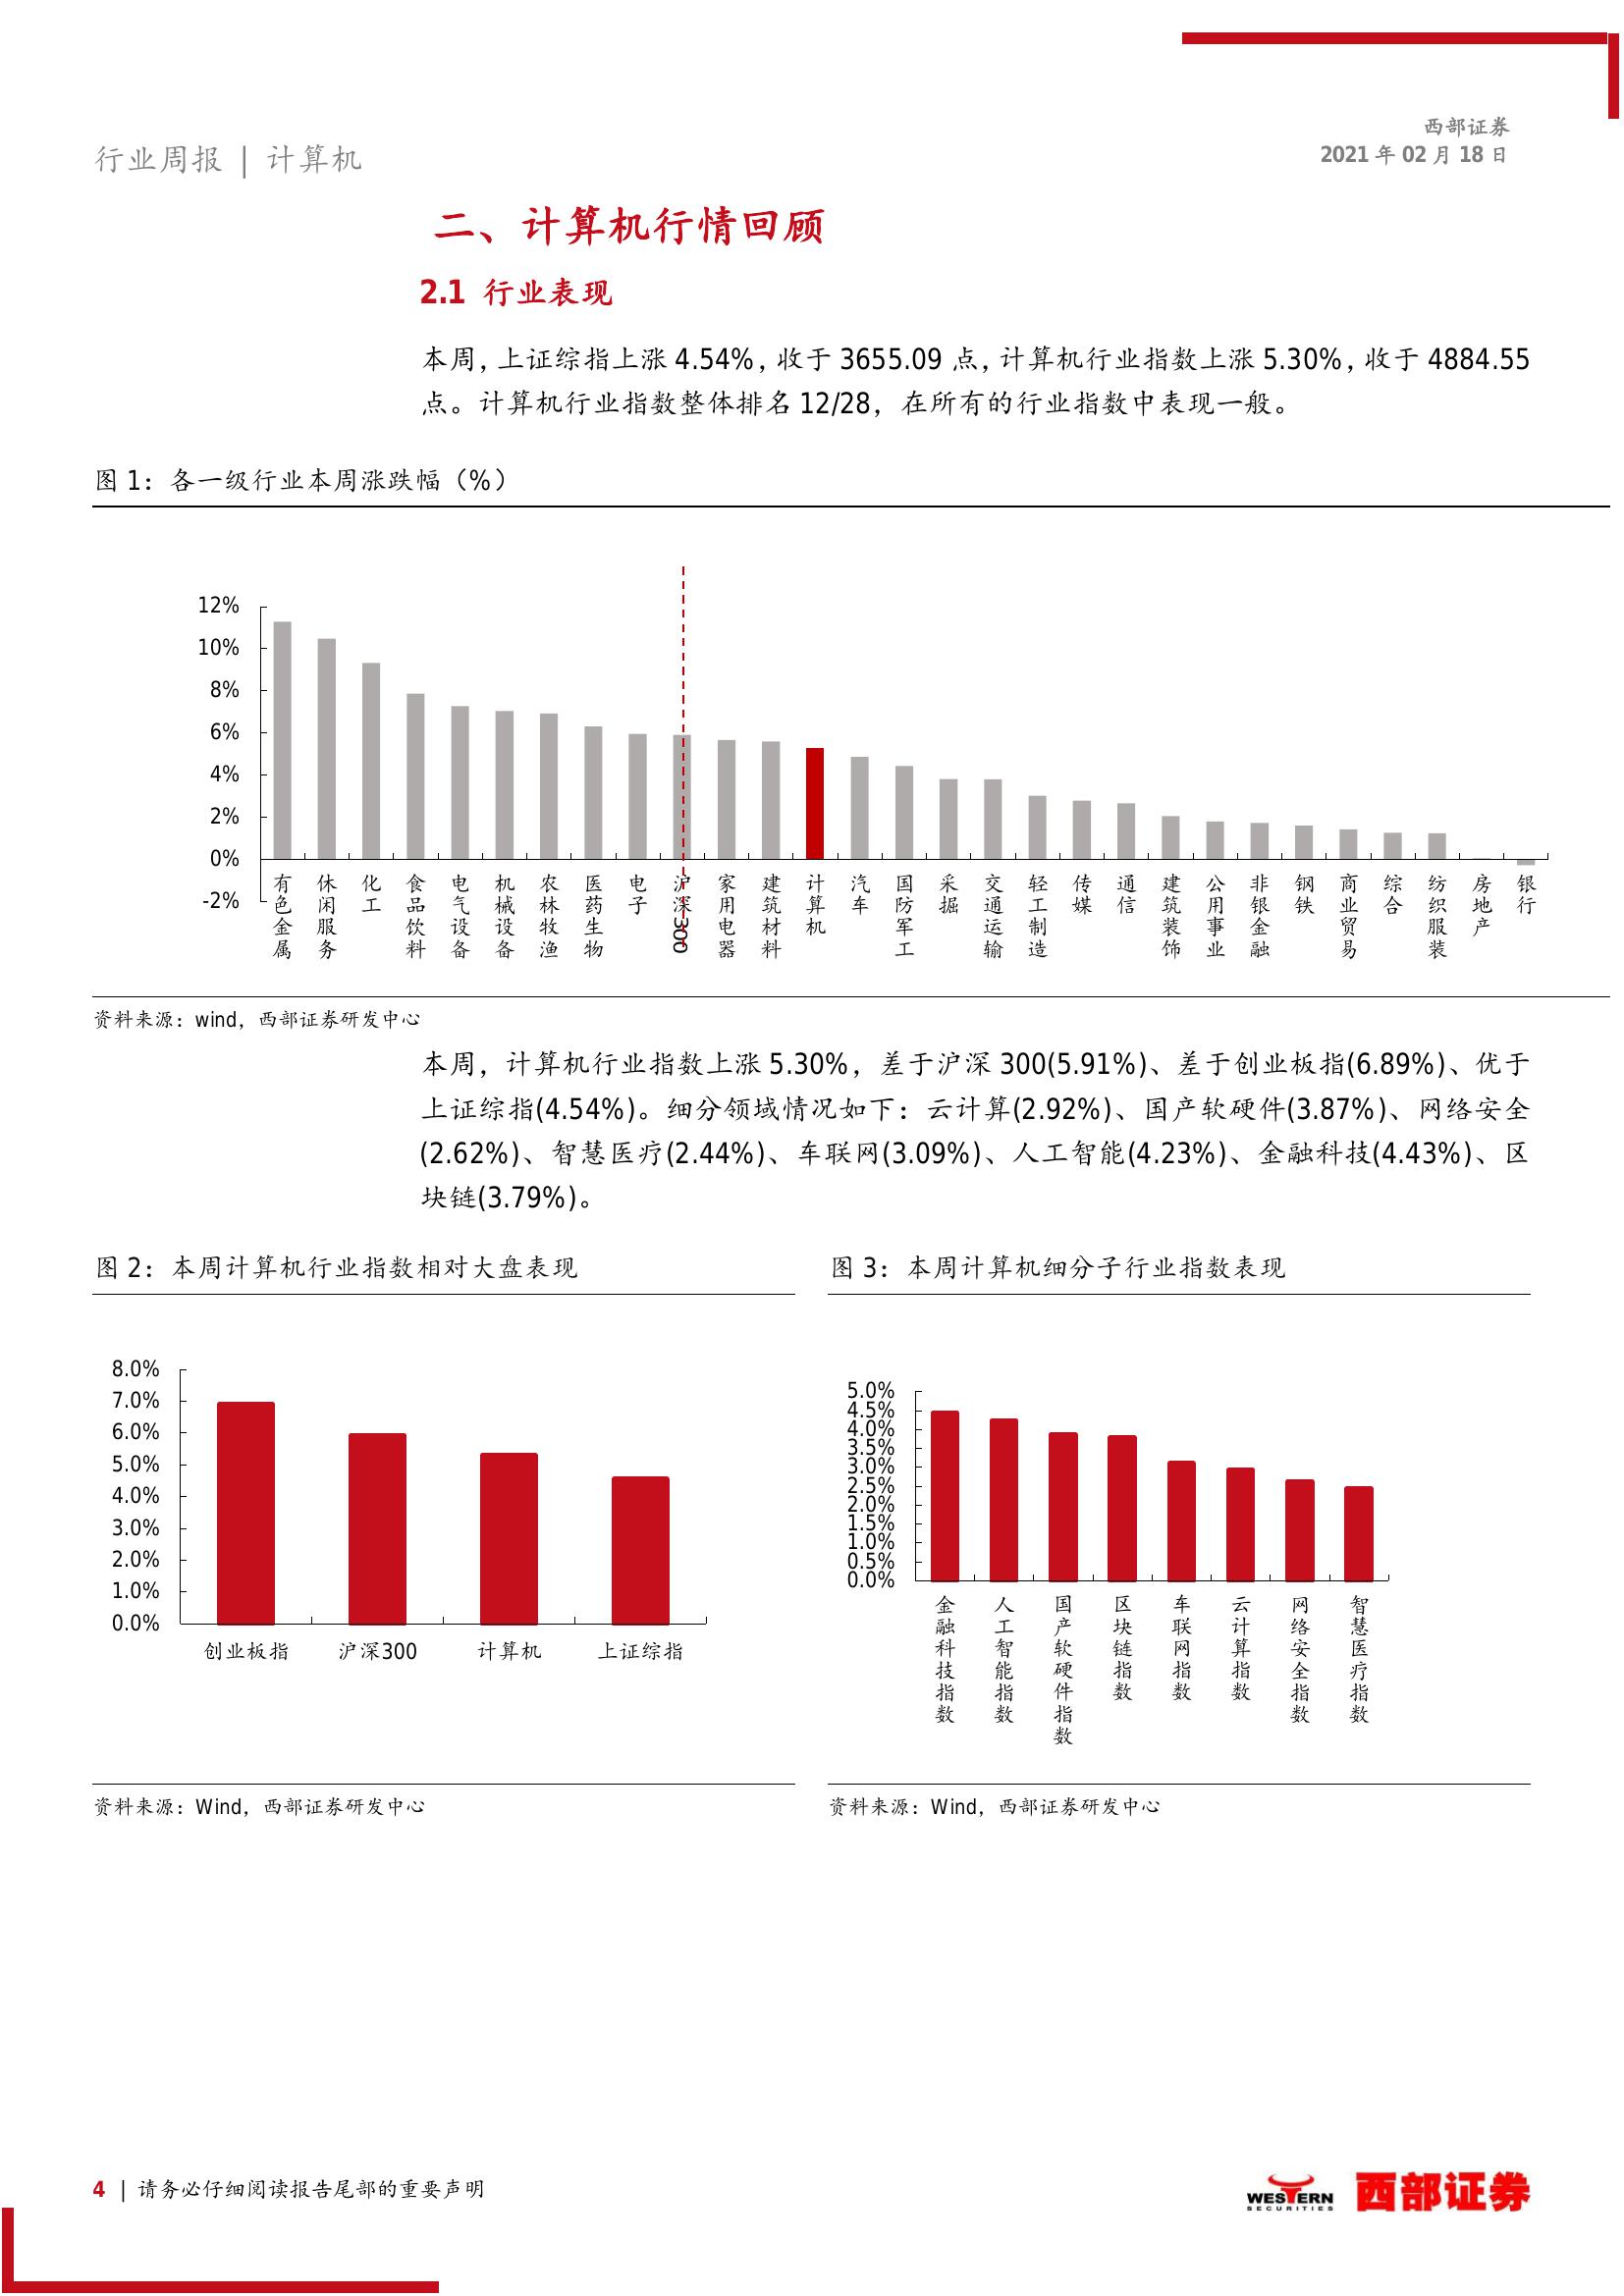 西部证券
2021 年 02 月 18 日
行业周报 | 计算机
二、计算机行情回顾
2.1 行业表现
本周，上证综指上涨 4.54%，收于 3655.09 点，计算机行业指数上涨 5.30%，收于 4884.55
点。计算机行业指数整体排名 12/28，在所有的行业指数中表现一般。
图 1：各一级行业本周涨跌幅（%）
12%
10%
8%
6%
4%
2%
0%
-2%
有色金属
休闲服务
化工
食品饮料
电气设备
机械设备
农林牧渔
医药生物
电子
沪深300
家用电器
建筑材料
计算机
汽车
国防军工
采掘
交通运输
轻工制造
传媒
通信
建筑装饰
公用事业
非银金融
钢铁
商业贸易
综合
纺织服装
房地产
银行
资料来源：wind，西部证券研发中心
本周，计算机行业指数上涨 5.30%，差于沪深 300(5.91%)、差于创业板指(6.89%)、优于
上证综指(4.54%)。细分领域情况如下：云计算(2.92%)、国产软硬件(3.87%)、网络安全
(2.62%)、智慧医疗(2.44%)、车联网(3.09%)、人工智能(4.23%)、金融科技(4.43%)、区
块链(3.79%)。
图 2：本周计算机行业指数相对大盘表现
8.0%
7.0%
6.0%
5.0%
4.0%
3.0%
2.0%
1.0%
0.0%
创业板指
沪深300
计算机
上证综指
资料来源：Wind，西部证券研发中心
图 3：本周计算机细分子行业指数表现
5.0%
4.5%
4.0%
3.5%
3.0%
2.5%
2.0%
1.5%
1.0%
0.5%
0.0%
金融科技指数
人工智能指数
国产软硬件指数
区块链指数
车联网指数
云计算指数
网络安全指数
智慧医疗指数
资料来源：Wind，西部证券研发中心
4 | 请务必仔细阅读报告尾部的重要声明
WESTERN
SECURITIES
西部证券